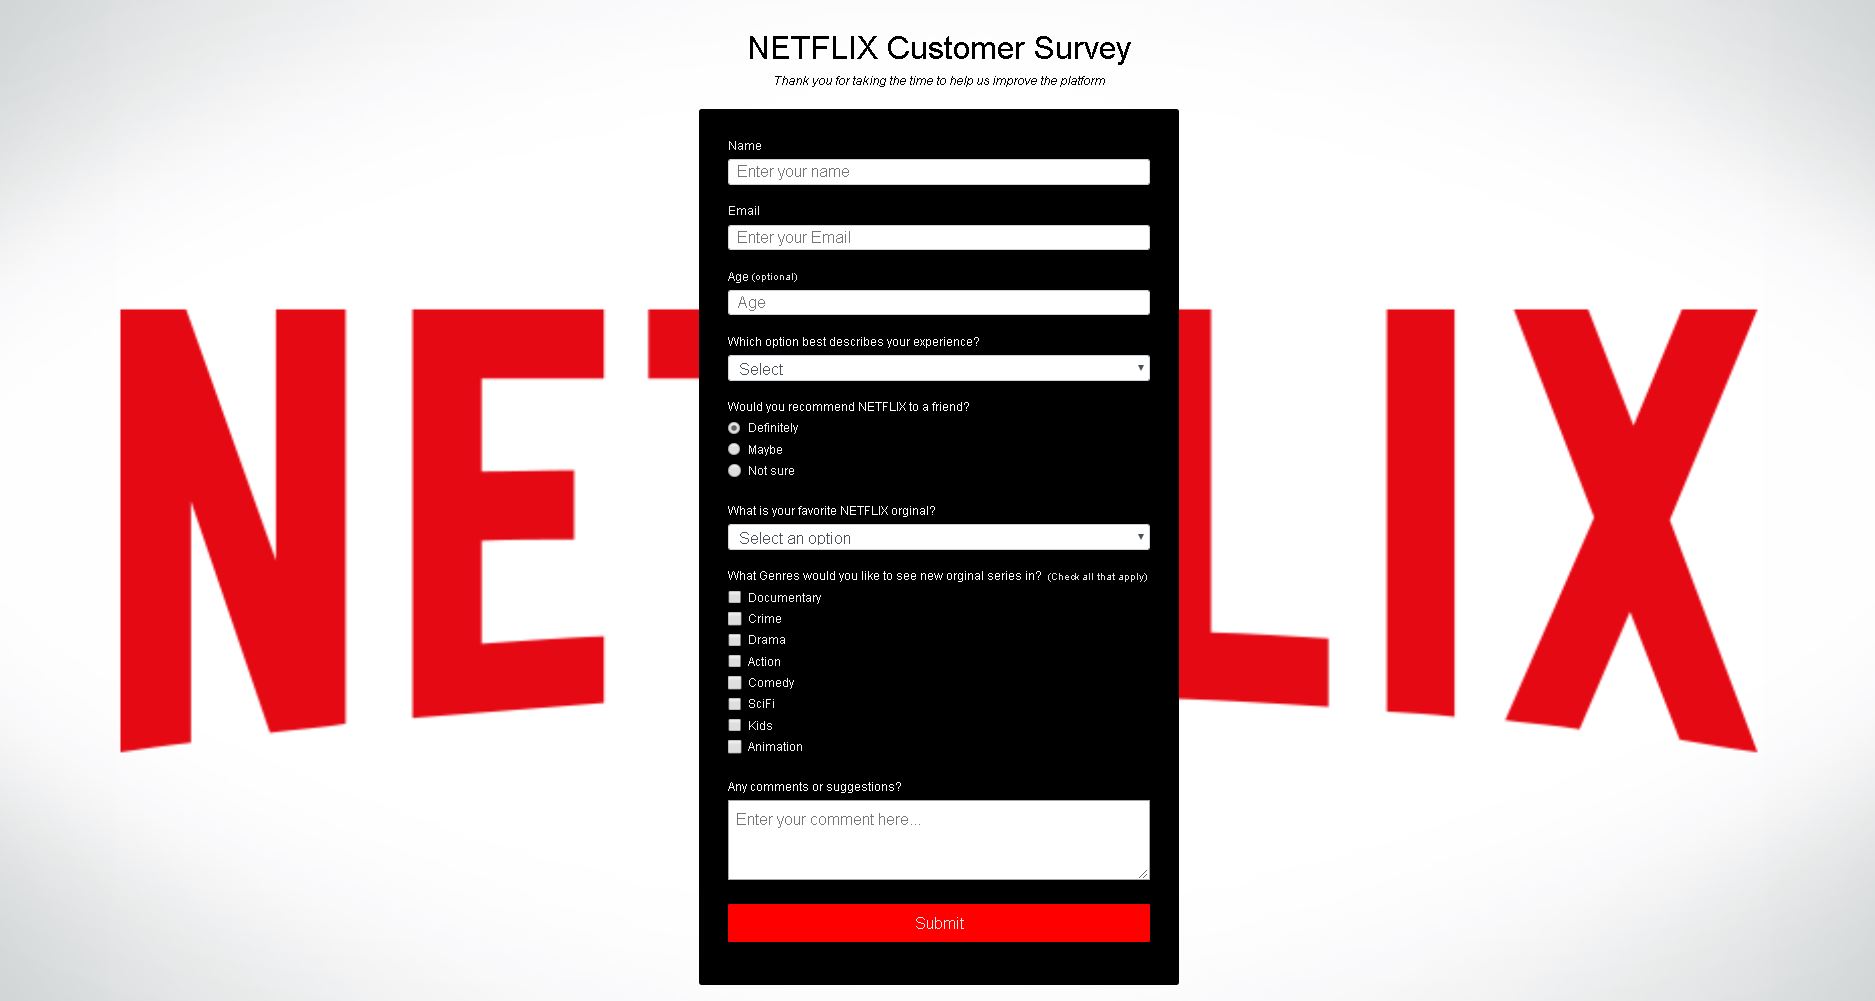 NETFLIX Customer Survey
Thank you for taking the time to help us improve the platform
NETFLIX
Name
Enter your name
Email
Enter your Email
Age (optional)
Age
Which option best describes your experience?
Select
Would you recommend NETFLIX to a friend?
Definitely
Maybe
Not sure
What is your favorite NETFLIX orginal?
Select an option
What Genres would you like to see new orginal series in? (Check all that apply)
Documentary
Crime
Drama
Action
Comedy
SciFi
Kids
Animation
Any comments or suggestions?
Enter your comment here...
Submit